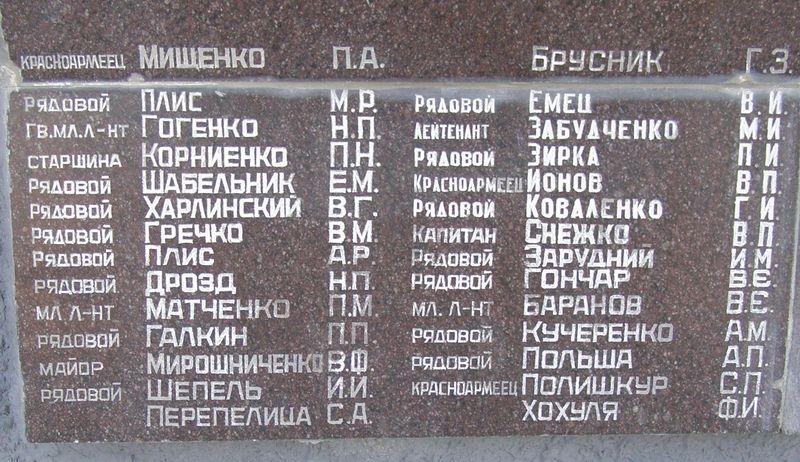 КРАСНОАРМЕЕЦ МИЩЕНКО П.А.
РЯДОВОЙ ПЛИС М.Р.
ГВ.МЛ.Л-НТ ГОГЕНКО Н.П.
СТАРШИНА КОРНИЕНКО П.Н.
РЯДОВОЙ ШАБЕЛЬНИК Е.М.
РЯДОВОЙ ХАРЛИНСКИЙ В.Г.
РЯДОВОЙ ГРЕЧКО В.М.
РЯДОВОЙ ПЛИС А.Р.
РЯДОВОЙ ДРОЗД Н.П.
МЛ. Л-НТ МАТЧЕНКО П.М.
РЯДОВОЙ ГАЛКИН П.П.
МАЙОР МИРОШНИЧЕНКО В.Ф.
РЯДОВОЙ ШЕПЕЛЬ И.И.
ПЕРЕПЕЛИЦА С.А.
БРУСНИК Г.З.
РЯДОВОЙ ЕМЕЦ В.И.
ЛЕЙТЕНАНТ ЗАБУДЧЕНКО М.И.
РЯДОВОЙ ЗИРКА П.И.
КРАСНОАРМЕЕЦ ИОНОВ В.П.
РЯДОВОЙ КОВАЛЕНКО Г.И.
КАПИТАН СНЕЖКО В.П.
РЯДОВОЙ ЗАРУДНИЙ И.М.
РЯДОВОЙ ГОНЧАР В.Є.
МЛ. Л-НТ БАРАНОВ В.Є.
РЯДОВОЙ КУЧЕРЕНКО А.М.
РЯДОВОЙ ПОЛЬША А.П.
КРАСНОАРМЕЕЦ ПОЛИШКУР С.П.
ХОХУЛЯ Ф.И.